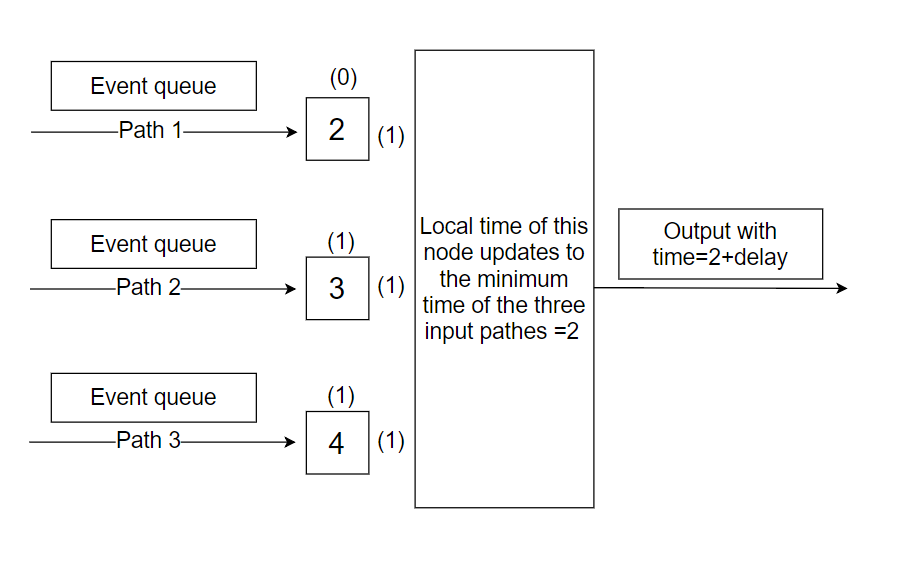 Event queue
(0)
Path 1
2
(1)
Event queue
(1)
Path 2
3
(1)
Event queue
(1)
Path 3
4
(1)
Local time of this
node updates to
the minimum
time of the three
input pathes =2
Output with
time=2+delay